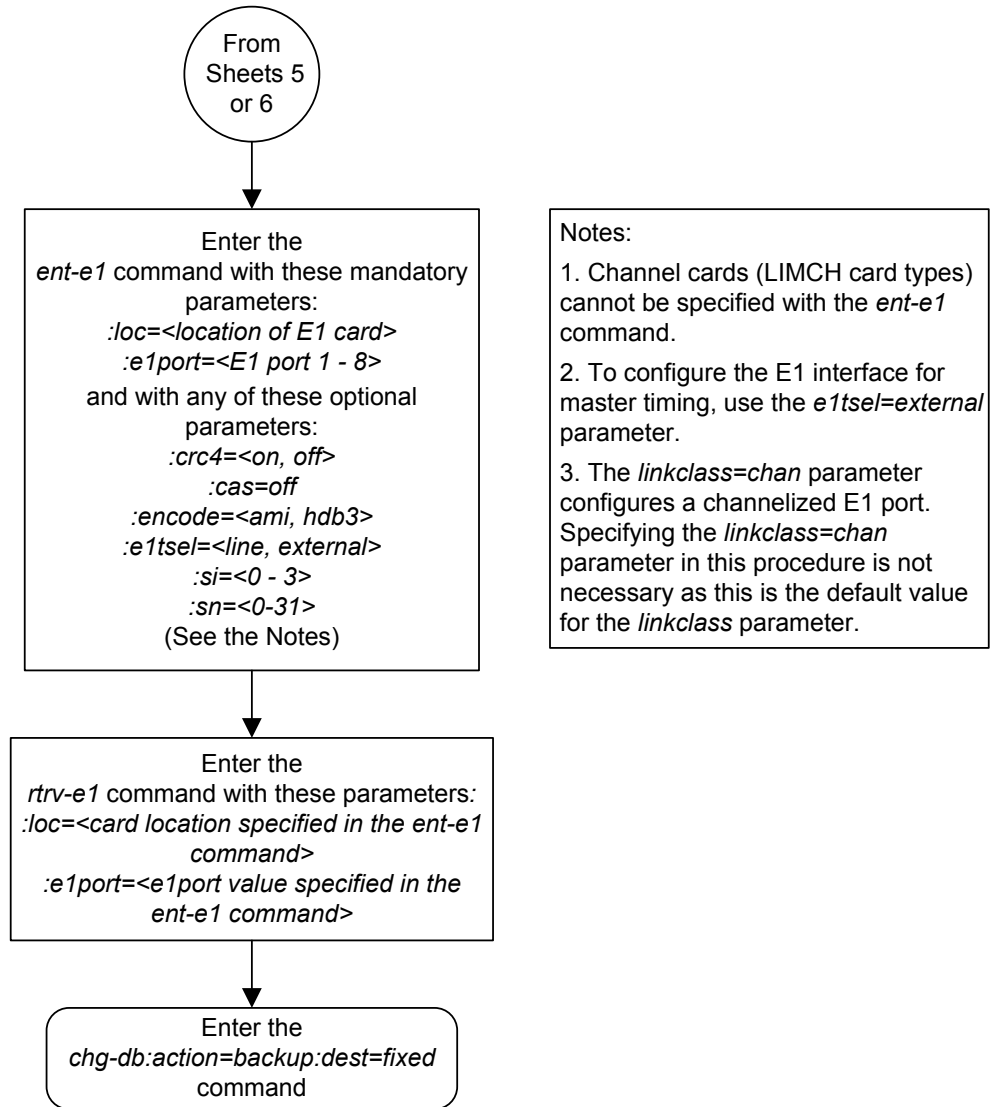 From
Sheets 5
or 6
Enter the
ent-e1 command with these mandatory
parameters:
:loc=<location of E1 card>
:e1port=<E1 port 1 - 8>
and with any of these optional
parameters:
:crc4=<on, off>
:cas=off
:encode=<ami, hdb3>
:e1tsel=<line, external>
:si=<0 - 3>
:sn=<0-31>
(See the Notes)
Notes:
1. Channel cards (LIMCH card types)
cannot be specified with the ent-e1
command.
2. To configure the E1 interface for
master timing, use the e1tsel=external
parameter.
3. The linkclass=chan parameter
configures a channelized E1 port.
Specifying the linkclass=chan
parameter in this procedure is not
necessary as this is the default value
for the linkclass parameter.
Enter the
rtrv-e1 command with these parameters:
:loc=<card location specified in the ent-e1
command>
:e1port=<e1port value specified in the
ent-e1 command>
Enter the
chg-db:action=backup:dest=fixed
command